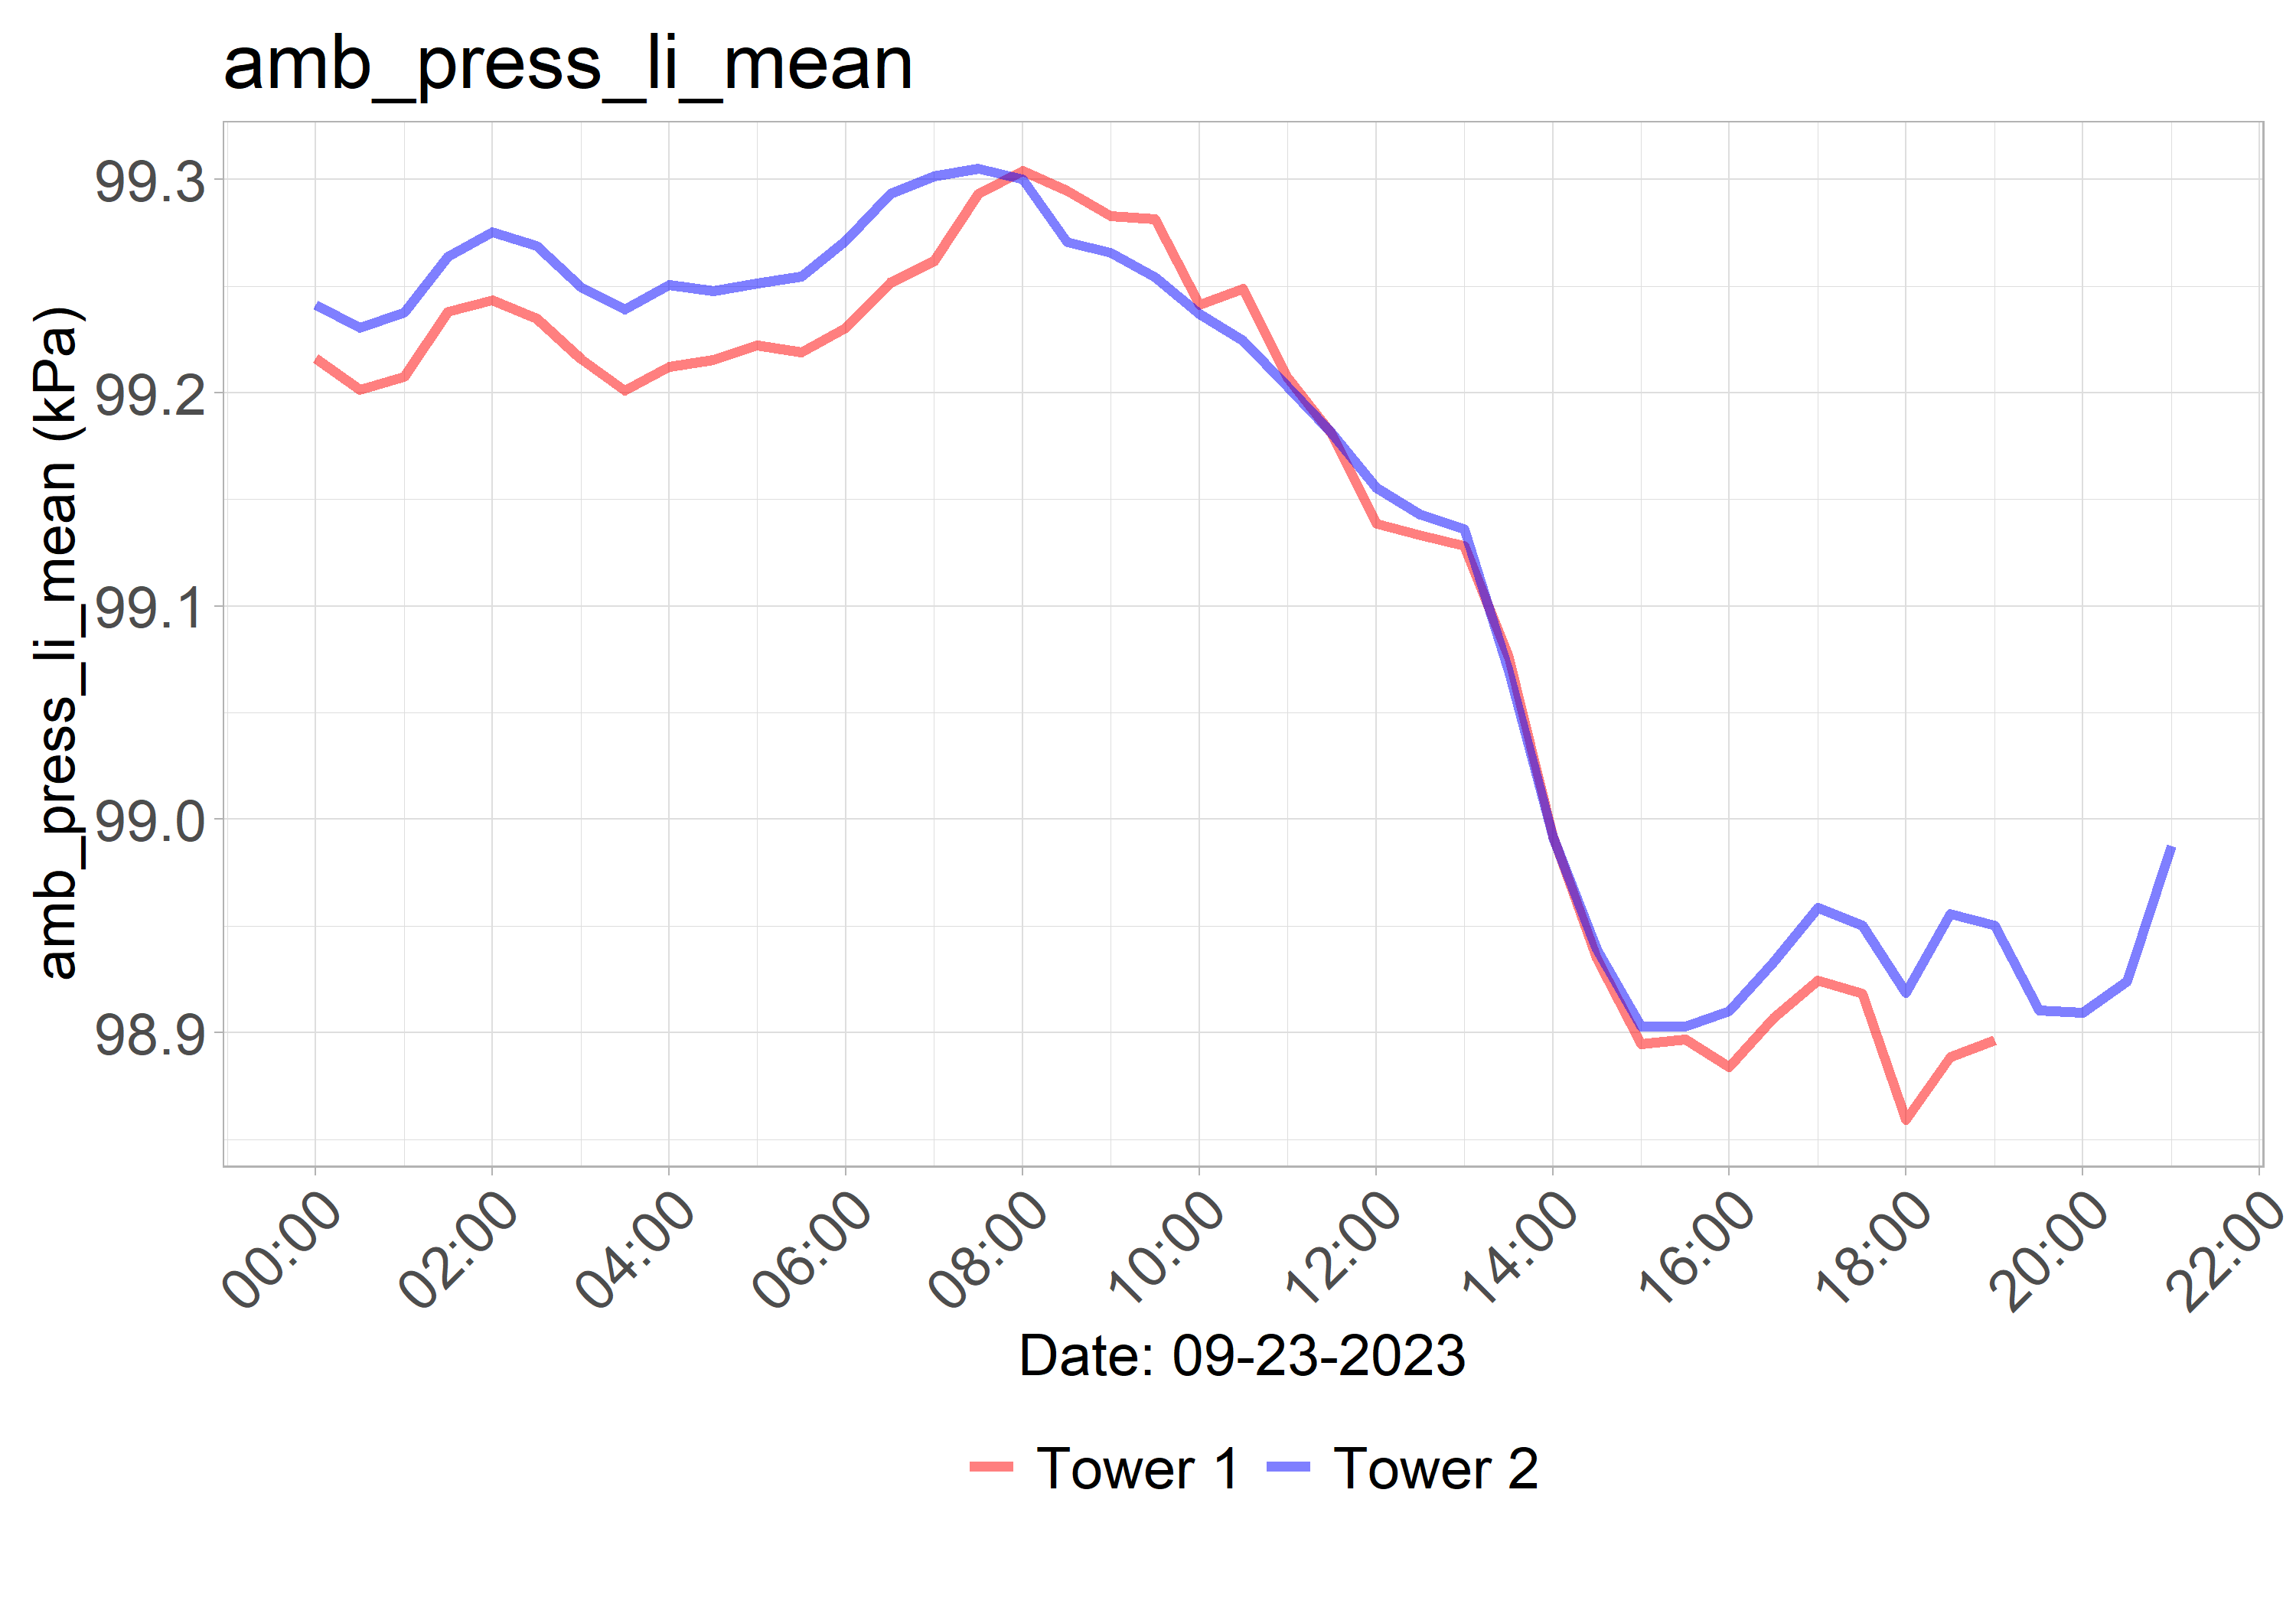 amb_press_li_mean
amb_press_li_mean (kPa)
99.3
99.2
99.1
99.0
98.9
00:00 02:00 04:00 06:00 08:00 10:00 12:00 14:00 16:00 18:00 20:00 22:00
Date: 09-23-2023
Tower 1 Tower 2